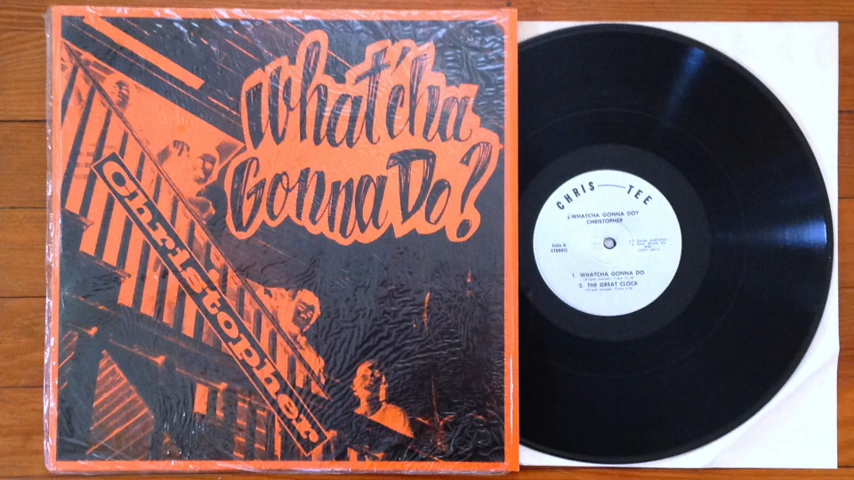 What'cha
Gonna Do?
Christopher
CHRIS—TEE
¿WHATCHA GONNA DO?
CHRISTOPHER
Side A
STEREO
1. WHATCHA GONNA DO
2. THE GREAT CLOCK